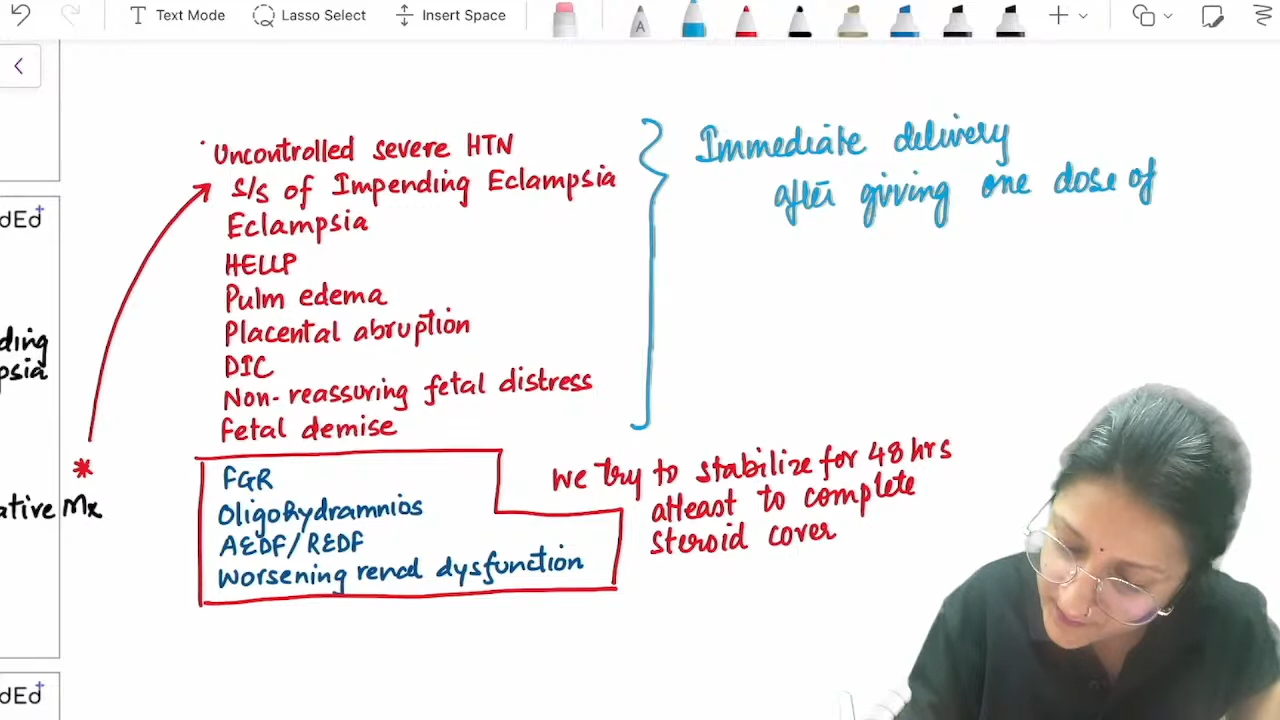 Text Mode
Lasso Select
Insert Space
A
dEd+
ding
psia
ative Mx
dEd+
Uncontrolled severe HTN
S/S of Impending Eclampsia
Eclampsia
HELLP
Pulm edema
Placental abruption
DIC
Non-reassuring fetal distress
Fetal demise
Immediate delivery
after giving one dose of
FGR
Oligohydramnios
AEDF/REDF
Worsening renal dysfunction
We try to stabilize for 48 hrs
atleast to complete
steroid cover